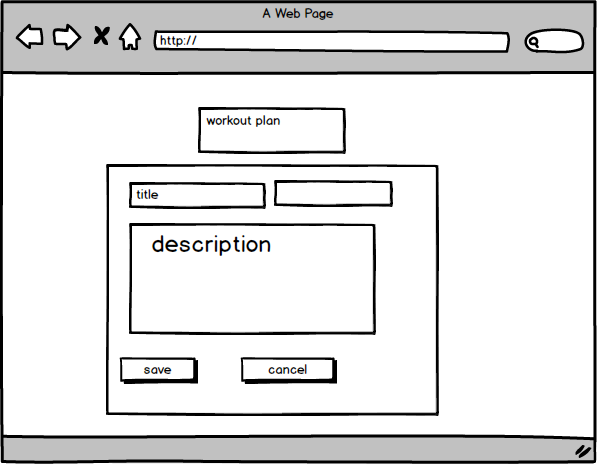 A Web Page
http://
workout plan
title
description
save
cancel